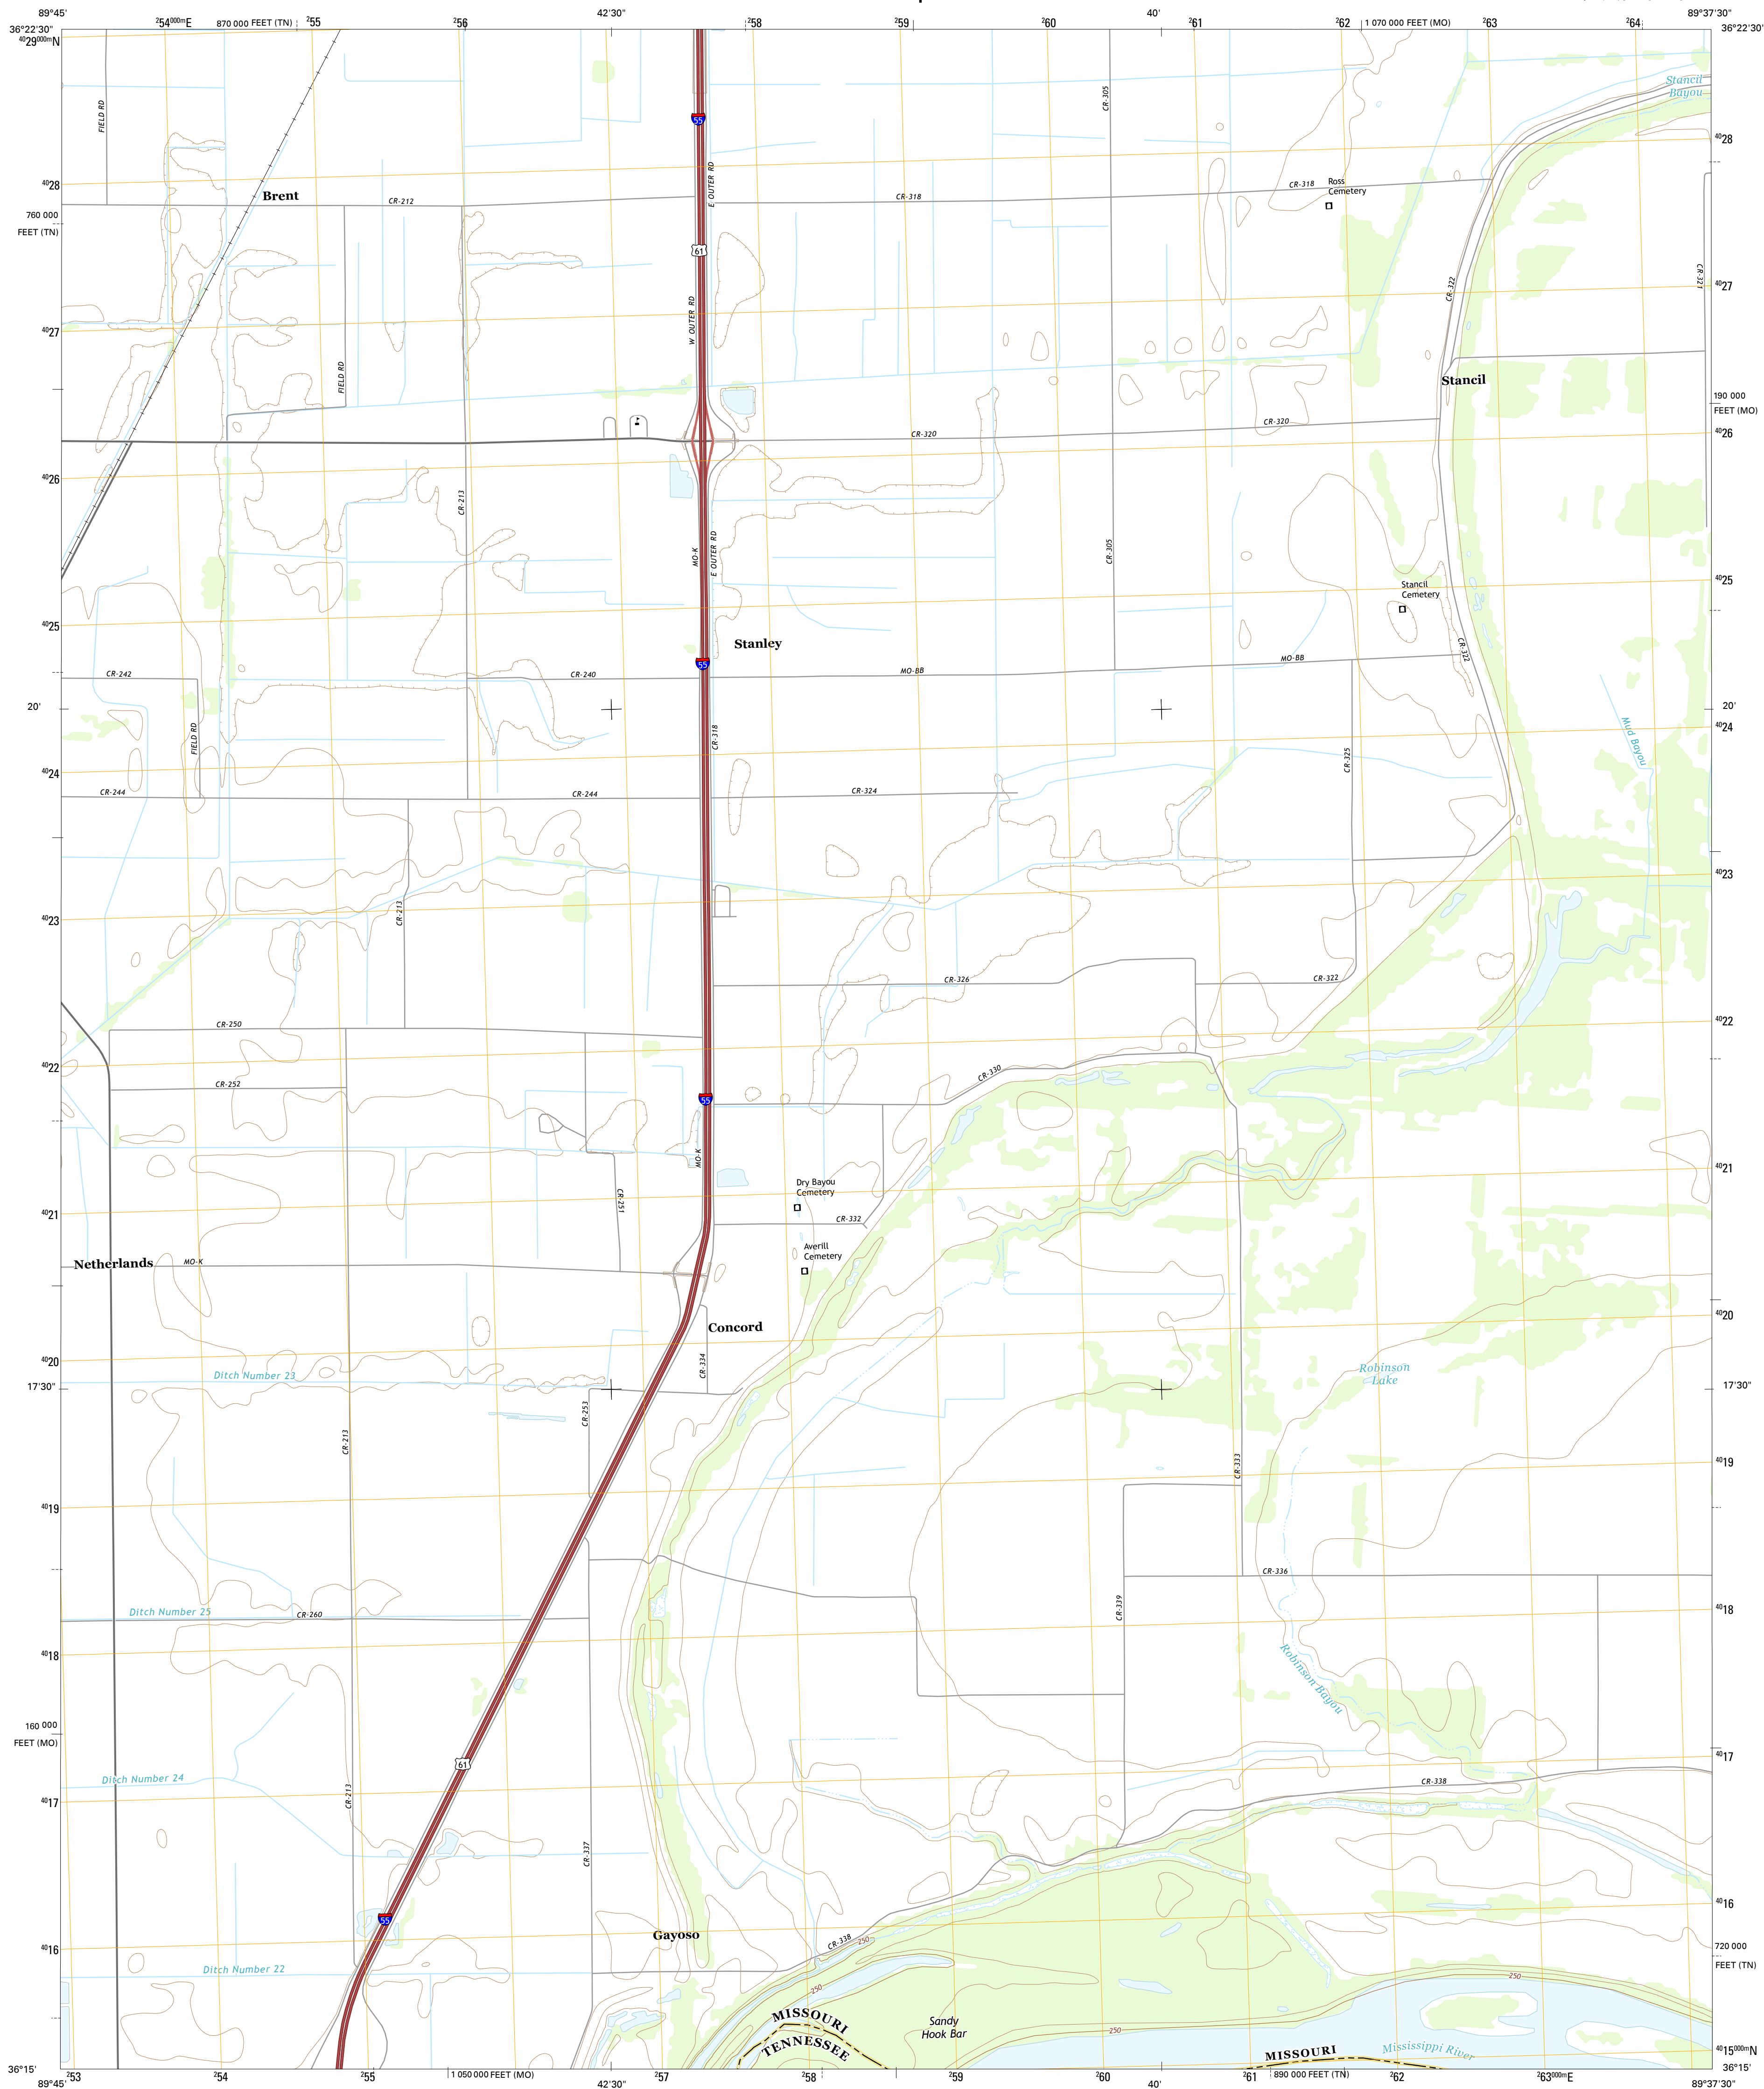 89°45'
²54⁰⁰⁰ᵐE
870 000 FEET (TN)
²55
²56
42'30"
²58
²59
²60
40'
²61
²62
1 070 000 FEET (MO)
²63
²64
89°37'30"
36°22'30"
⁴⁰29⁰⁰⁰ᵐN
36°22'30"
Stancil
Bayou
FIELD RD
55
CR-305
⁴⁰28
⁴⁰28
Brent
CR-212
E OUTER RD
CR-318
CR-318
Ross
Cemetery
760 000
FEET (TN)
61
CR-322
CR-321
⁴⁰27
⁴⁰27
W OUTER RD
FIELD RD
Stancil
190 000
FEET (MO)
CR-320
CR-320
⁴⁰26
⁴⁰26
CR-213
MO-K
E OUTER RD
CR-305
⁴⁰25
⁴⁰25
Stancil
Cemetery
Stanley
55
CR-322
CR-242
CR-240
MO-BB
MO-BB
20'
20'
FIELD RD
CR-318
CR-325
Mud Bayou
⁴⁰24
⁴⁰24
CR-244
CR-244
CR-324
⁴⁰23
⁴⁰23
CR-213
CR-326
CR-322
⁴⁰22
⁴⁰22
CR-250
CR-252
CR-330
55
MO-K
⁴⁰21
⁴⁰21
CR-251
Dry Bayou
Cemetery
CR-332
Averill
Cemetery
Netherlands
MO-K
⁴⁰20
⁴⁰20
Concord
CR-334
Ditch Number 23
Robinson
Lake
17'30"
17'30"
CR-253
CR-213
CR-333
⁴⁰19
⁴⁰19
CR-336
Ditch Number 25
CR-260
CR-339
⁴⁰18
⁴⁰18
Robinson Bayou
160 000
FEET (MO)
61
⁴⁰17
⁴⁰17
Ditch Number 24
CR-213
CR-338
CR-337
55
⁴⁰16
⁴⁰16
Gayoso
CR-338
250
720 000
FEET (TN)
Ditch Number 22
250
250
MISSOURI
TENNESSEE
Sandy
Hook Bar
250
MISSOURI
Mississippi River
⁴⁰15⁰⁰⁰ᵐN
36°15'
36°15'
89°45'
²53
²54
²55
1 050 000 FEET (MO)
42'30"
²57
²58
²59
²60
40'
²61
890 000 FEET (TN)
²62
²63⁰⁰⁰ᵐE
89°37'30"